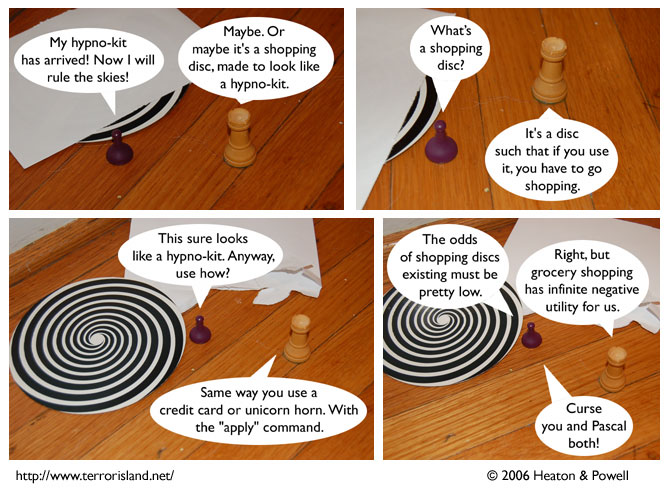 My hypno-kit
has arrived! Now I will
rule the skies!
Maybe. Or
maybe it's a shopping
disc, made to look like
a hypno-kit.
What's
a shopping
disc?
It's a disc
such that if you use
it, you have to go
shopping.
This sure looks
like a hypno-kit. Anyway,
use how?
Same way you use a
credit card or unicorn horn. With
the "apply" command.
The odds
of shopping discs
existing must be
pretty low.
Right, but
grocery shopping
has infinite negative
utility for us.
Curse
you and Pascal
both!
http://www.terrorisland.net/
© 2006 Heaton & Powell